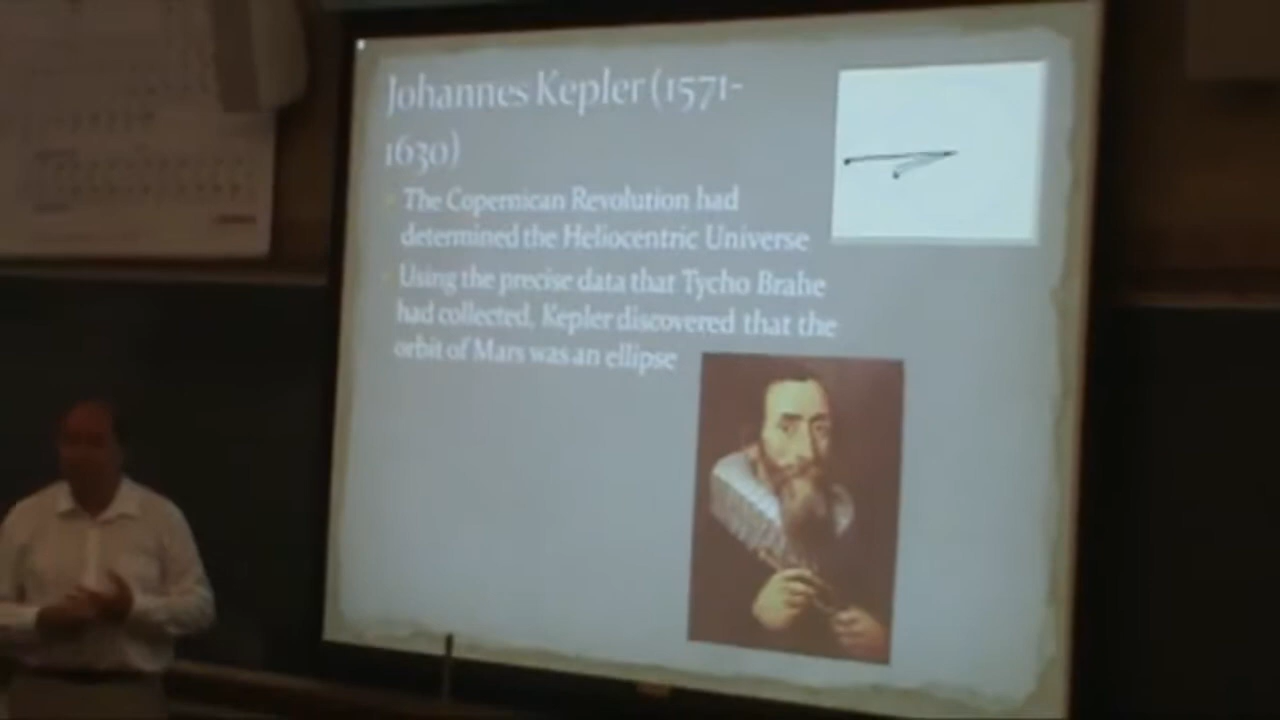 Johannes Kepler (1571-
1630)
The Copernican Revolution had
determined the Heliocentric Universe
Using the precise data that Tycho Brahe
had collected, Kepler discovered that the
orbit of Mars was an ellipse